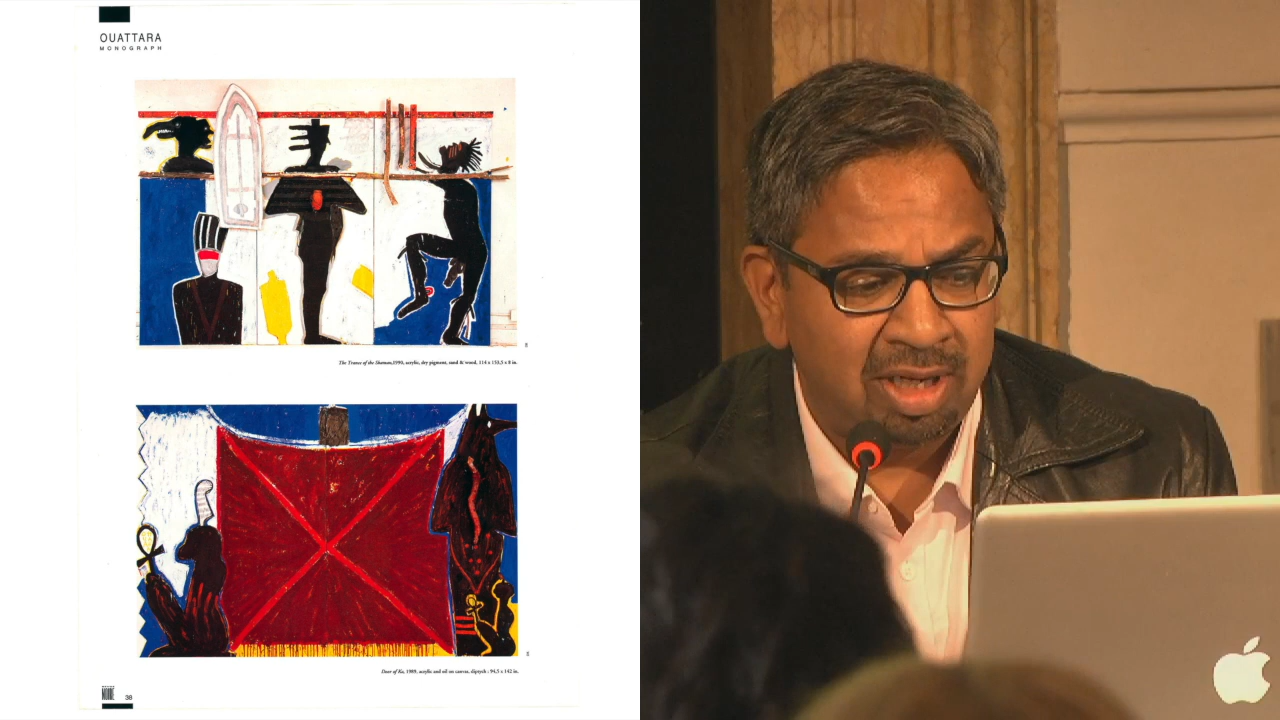 OUATTARA
MONOGRAPH
The Trance of the Shaman, 1990, acrylic, dry pigment, sand & wood, 114 x 153,5 x 8 in.
Door of Ka, 1989, acrylic and oil on canvas, diptych : 94,5 x 142 in.
38